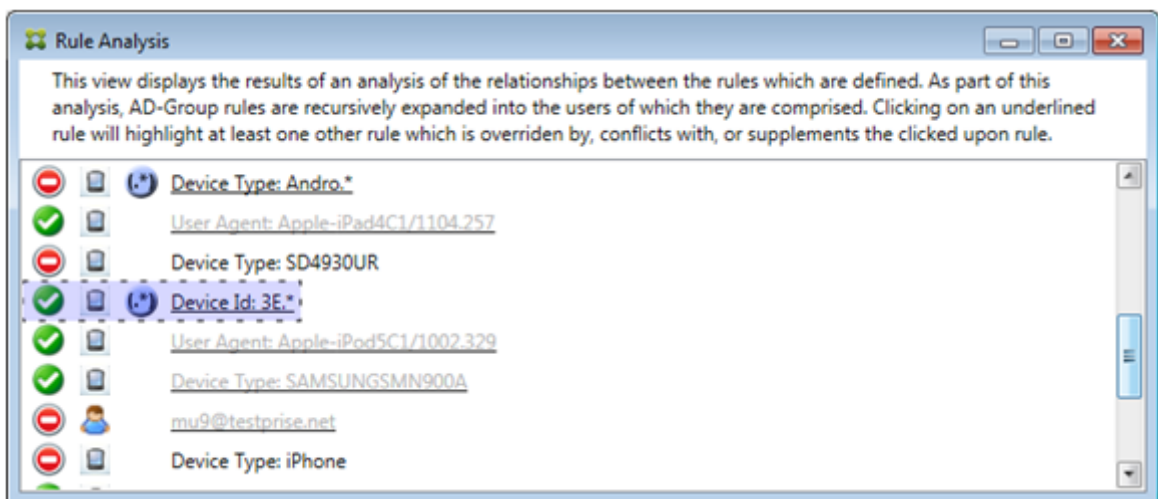 Rule Analysis
This view displays the results of an analysis of the relationships between the rules which are defined. As part of this
analysis, AD-Group rules are recursively expanded into the users of which they are comprised. Clicking on an underlined
rule will highlight at least one other rule which is overriden by, conflicts with, or supplements the clicked upon rule.
(.*) Device Type: Andro.*
User Agent: Apple-iPad4C1/1104.257
Device Type: SD4930UR
(.*) Device Id: 3E.*
User Agent: Apple-iPod5C1/1002.329
Device Type: SAMSUNGSMN900A
mu9@testprise.net
Device Type: iPhone